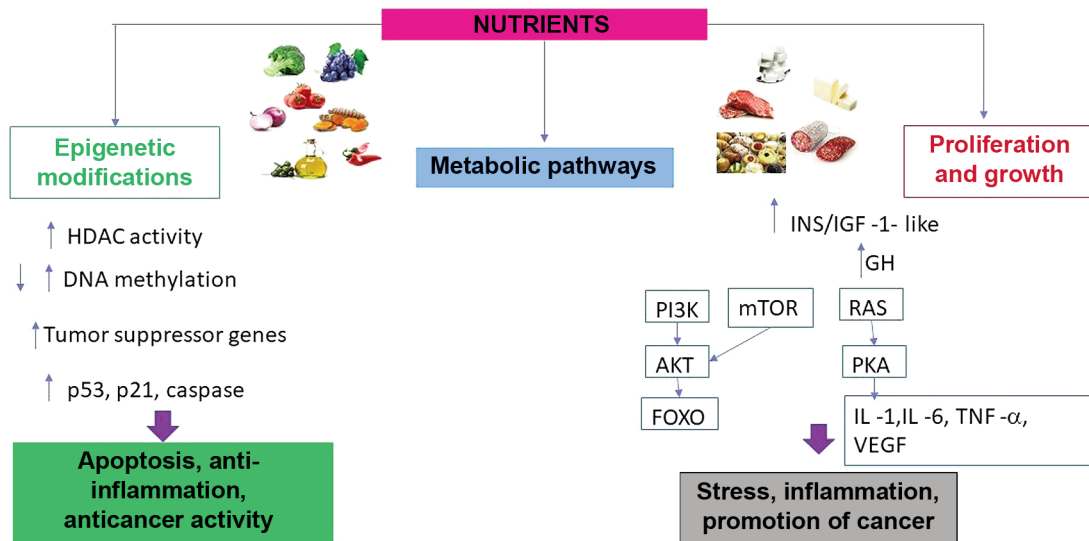 NUTRIENTS
Epigenetic
modifications
Metabolic pathways
Proliferation
and growth
HDAC activity
DNA methylation
Tumor suppressor genes
p53, p21, caspase
Apoptosis, anti-
inflammation,
anticancer activity
INS/IGF -1- like
GH
PI3K
mTOR
RAS
AKT
PKA
FOXO
IL -1,IL -6, TNF -α,
VEGF
Stress, inflammation,
promotion of cancer